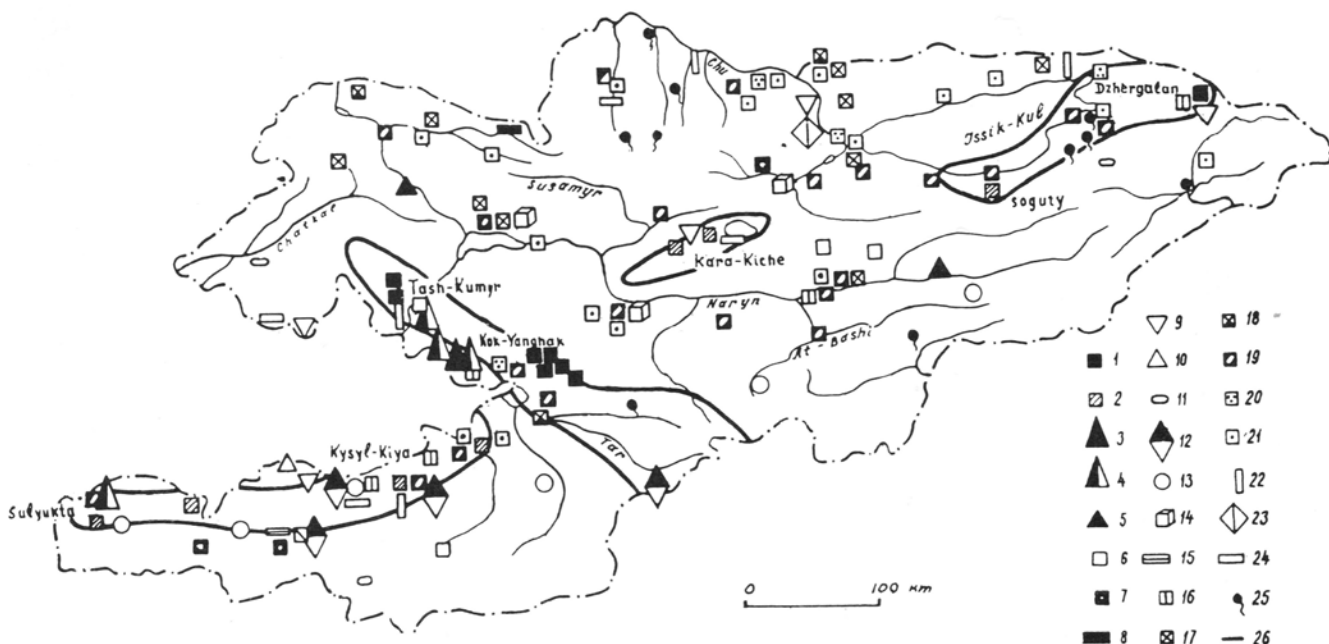 Chu
Dzhergalan
Issik-Kul
Susamyr
soguty
Chatkal
Kara-Kiche
Tash-Kumyr
Naryn
Kok-Yanghak
At-Bashi
Tar
Kysyl-Kiya
Sulyukta
0 100 km
9 18
1 10 19
2 11 20
3 12 21
4 13 22
5 14 23
6 15 24
7 16 25
8 17 26